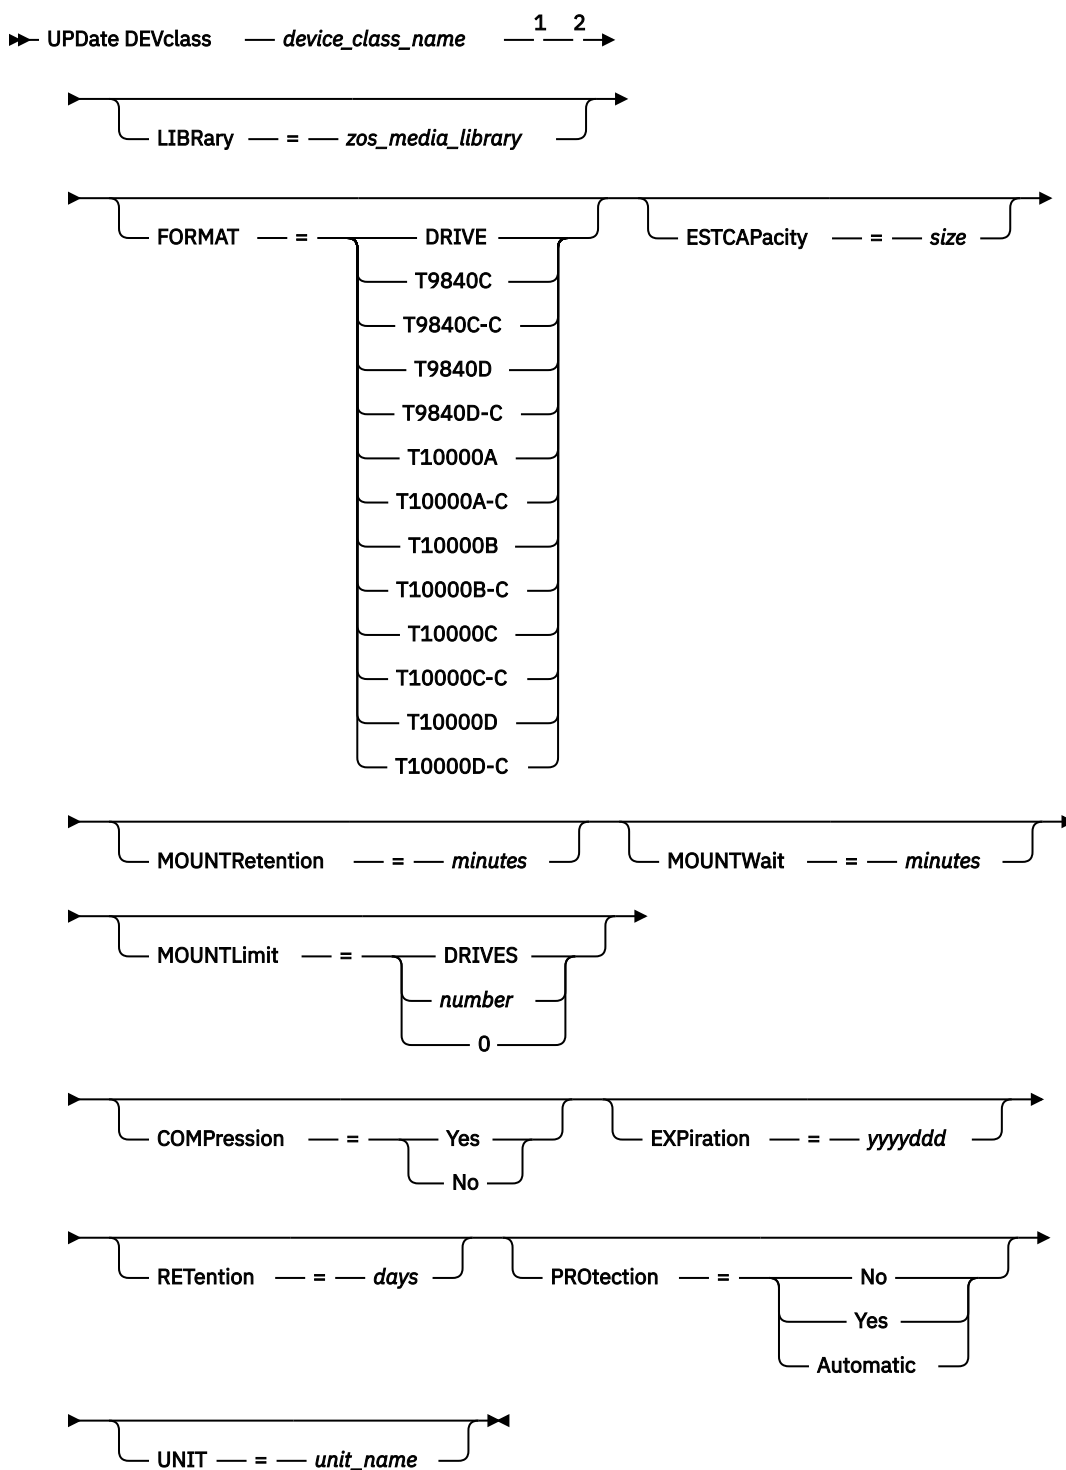 1 2
UPDate DEVclass device_class_name
LIBRary = zos_media_library
FORMAT = DRIVE ESTCAPacity = size
T9840C
T9840C-C
T9840D
T9840D-C
T10000A
T10000A-C
T10000B
T10000B-C
T10000C
T10000C-C
T10000D
T10000D-C
MOUNTRetention = minutes MOUNTWait = minutes
MOUNTLimit = DRIVES
number
0
COMPression = Yes EXPiration = yyyyddd
No
RETention = days PROtection = No
Yes
Automatic
UNIT = unit_name